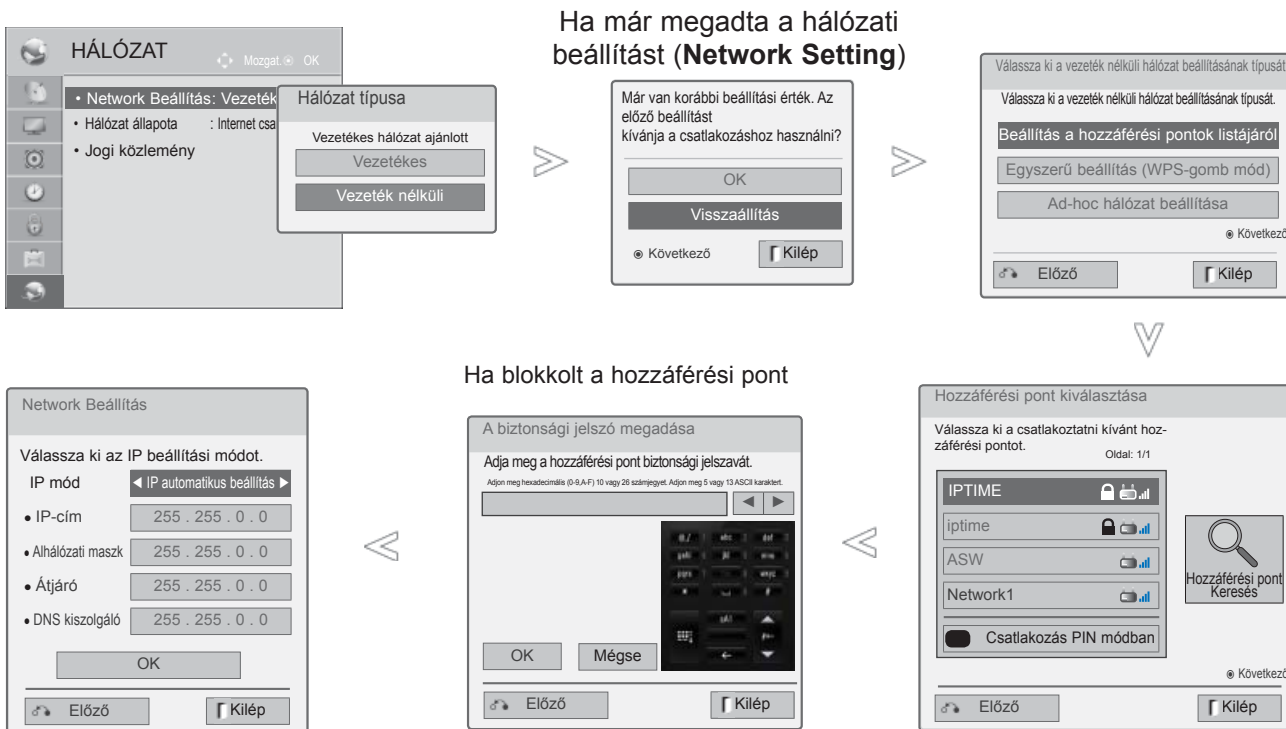 HÁLÓZAT
Mozgat. OK
• Network Beállítás: Vezeték
• Hálózat állapota : Internet csa
• Jogi közlemény
Hálózat típusa
Vezetékes hálózat ajánlott
Vezetékes
Vezeték nélküli
Ha már megadta a hálózati
beállítást (Network Setting)
Már van korábbi beállítási érték. Az
előző beállítást
kívánja a csatlakozáshoz használni?
OK
Visszaállítás
Következő
Kilép
Válassza ki a vezeték nélküli hálózat beállításának típusát
Válassza ki a vezeték nélküli hálózat beállításának típusát.
Beállítás a hozzáférési pontok listájáról
Egyszerű beállítás (WPS-gomb mód)
Ad-hoc hálózat beállítása
Következő
Előző
Kilép
Hozzáférési pont kiválasztása
Válassza ki a csatlakoztatni kívánt hoz-
záférési pontot.
Oldal: 1/1
IPTIME
iptime
ASW
Network1
Csatlakozás PIN módban
Hozzáférési pont
Keresés
Következő
Előző
Kilép
Ha blokkolt a hozzáférési pont
A biztonsági jelszó megadása
Adja meg a hozzáférési pont biztonsági jelszavát.
Adjon meg hexadecimális (0-9,A-F) 10 vagy 26 számjegyet. Adjon meg 5 vagy 13 ASCII karaktert.
abc
def
OK
Mégse
Előző
Kilép
Network Beállítás
Válassza ki az IP beállítási módot.
IP mód ◀ IP automatikus beállítás ▶
• IP-cím 255 . 255 . 0 . 0
• Alhálózati maszk 255 . 255 . 0 . 0
• Átjáró 255 . 255 . 0 . 0
• DNS kiszolgáló 255 . 255 . 0 . 0
OK
Előző
Kilép